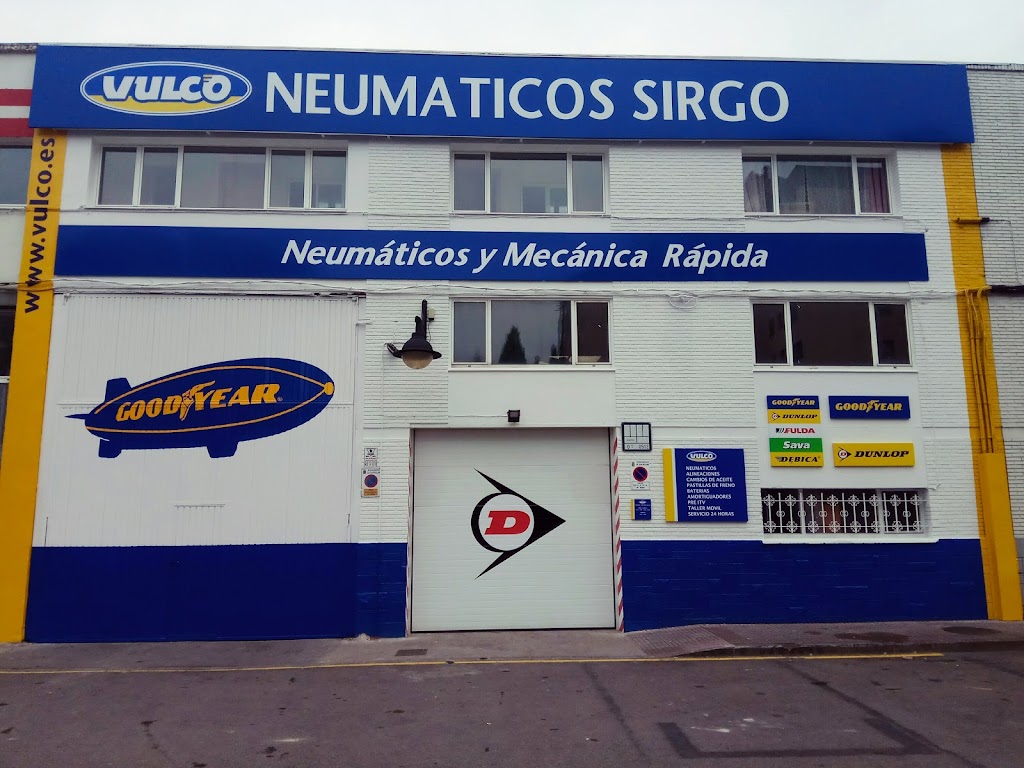 VULCO NEUMATICOS SIRGO
www.vulco.es
Neumáticos y Mecánica Rápida
GOODYEAR
D
VULCO
NEUMATICOS
ALINEACIONES
CAMBIOS DE ACEITE
PASTILLAS DE FRENO
BATERIAS
AMORTIGUADORES
PRE ITV
TALLER MOVIL
SERVICIO 24 HORAS
GOODYEAR
D DUNLOP
FULDA
Sava
DEBICA
GOODYEAR
D DUNLOP